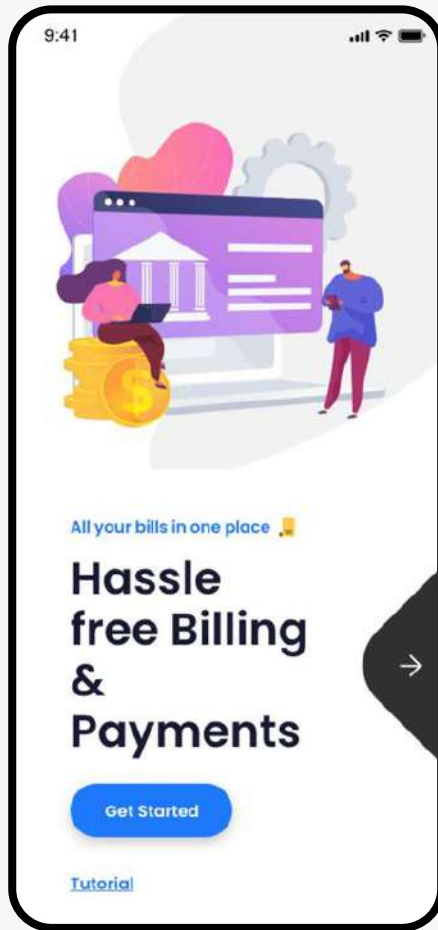 9:41
All your bills in one place
Hassle
free Billing
&
Payments
Get Started
Tutorial